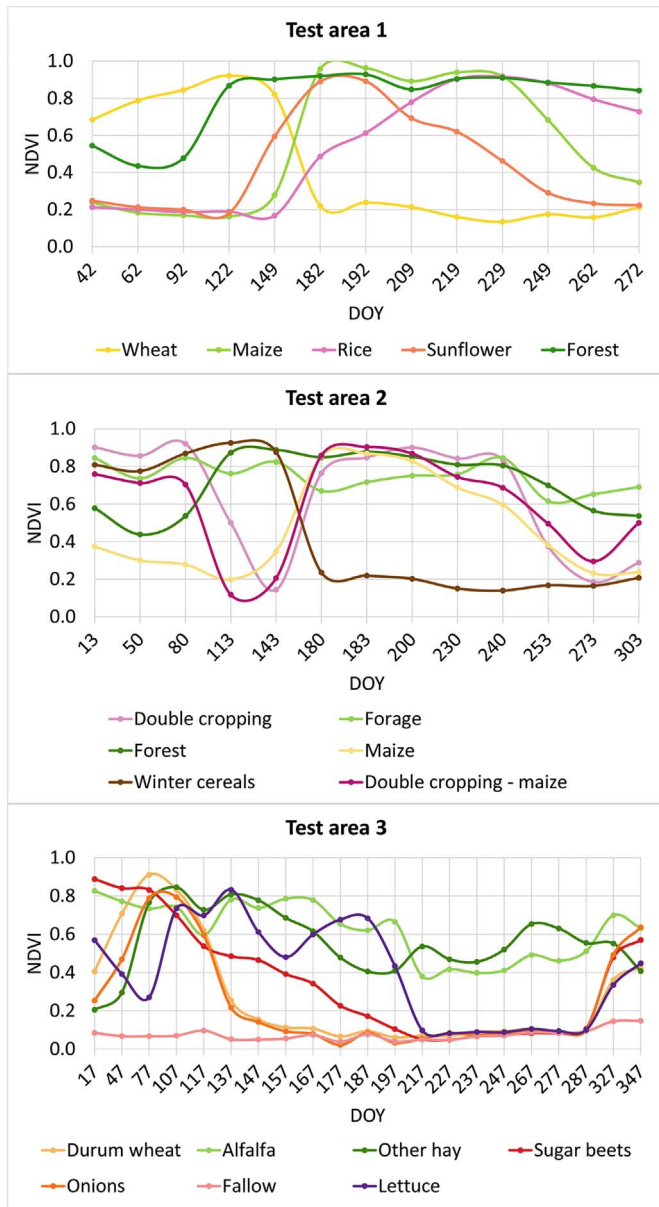 Test area 1
1.0
0.8
0.6
0.4
0.2
0.0
NDVI
42 62 92 122 149 182 192 209 219 229 249 262 272
DOY
Wheat Maize Rice Sunflower Forest
Test area 2
1.0
0.8
0.6
0.4
0.2
0.0
NDVI
13 50 80 113 143 180 183 200 230 240 253 273 303
DOY
Double cropping Forage
Forest Maize
Winter cereals Double cropping - maize
Test area 3
1.0
0.8
0.6
0.4
0.2
0.0
NDVI
17 47 77 107 117 137 147 157 167 177 187 197 217 227 237 247 267 277 287 327 347
DOY
Durum wheat Alfalfa Other hay Sugar beets
Onions Fallow Lettuce